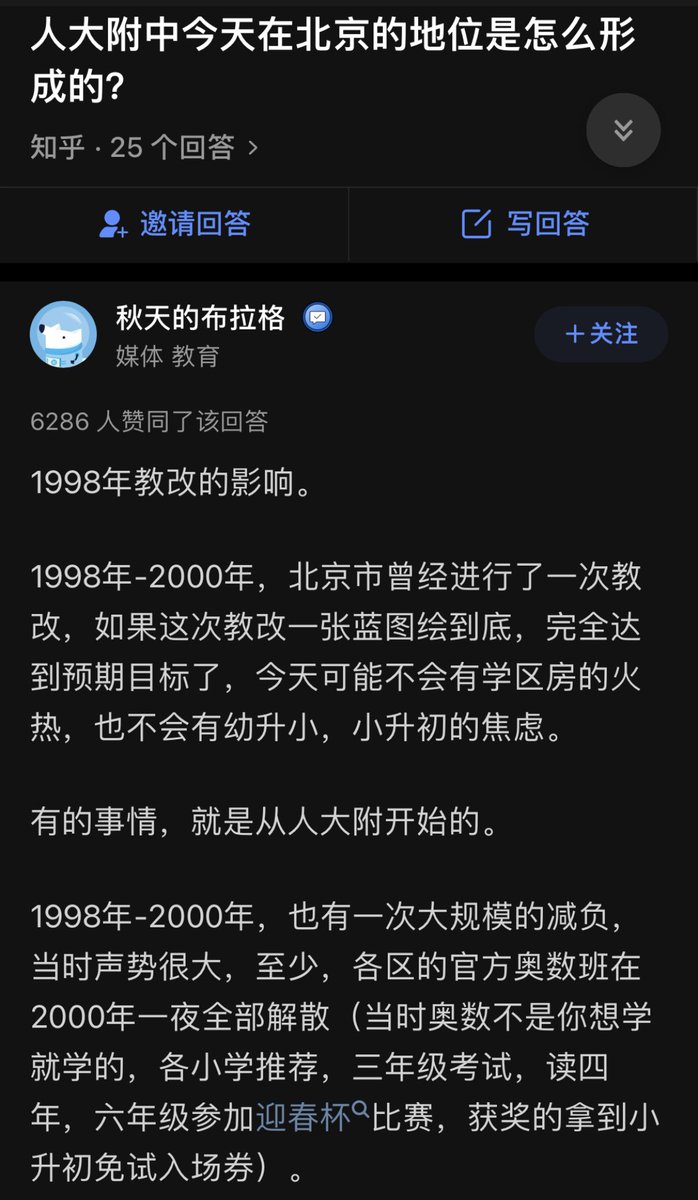 人大附中今天在北京的地位是怎么形
成的?
知乎 · 25 个回答 >
邀请回答
写回答
秋天的布拉格
＋关注
媒体 教育
6286 人赞同了该回答
1998年教改的影响。
1998年-2000年，北京市曾经进行了一次教
改，如果这次教改一张蓝图绘到底，完全达
到预期目标了，今天可能不会有学区房的火
热，也不会有幼升小，小升初的焦虑。
有的事情，就是从人大附开始的。
1998年-2000年，也有一次大规模的减负，
当时声势很大，至少，各区的官方奥数班在
2000年一夜全部解散（当时奥数不是你想学
就学的，各小学推荐，三年级考试，读四
年，六年级参加迎春杯比赛，获奖的拿到小
升初免试入场券）。